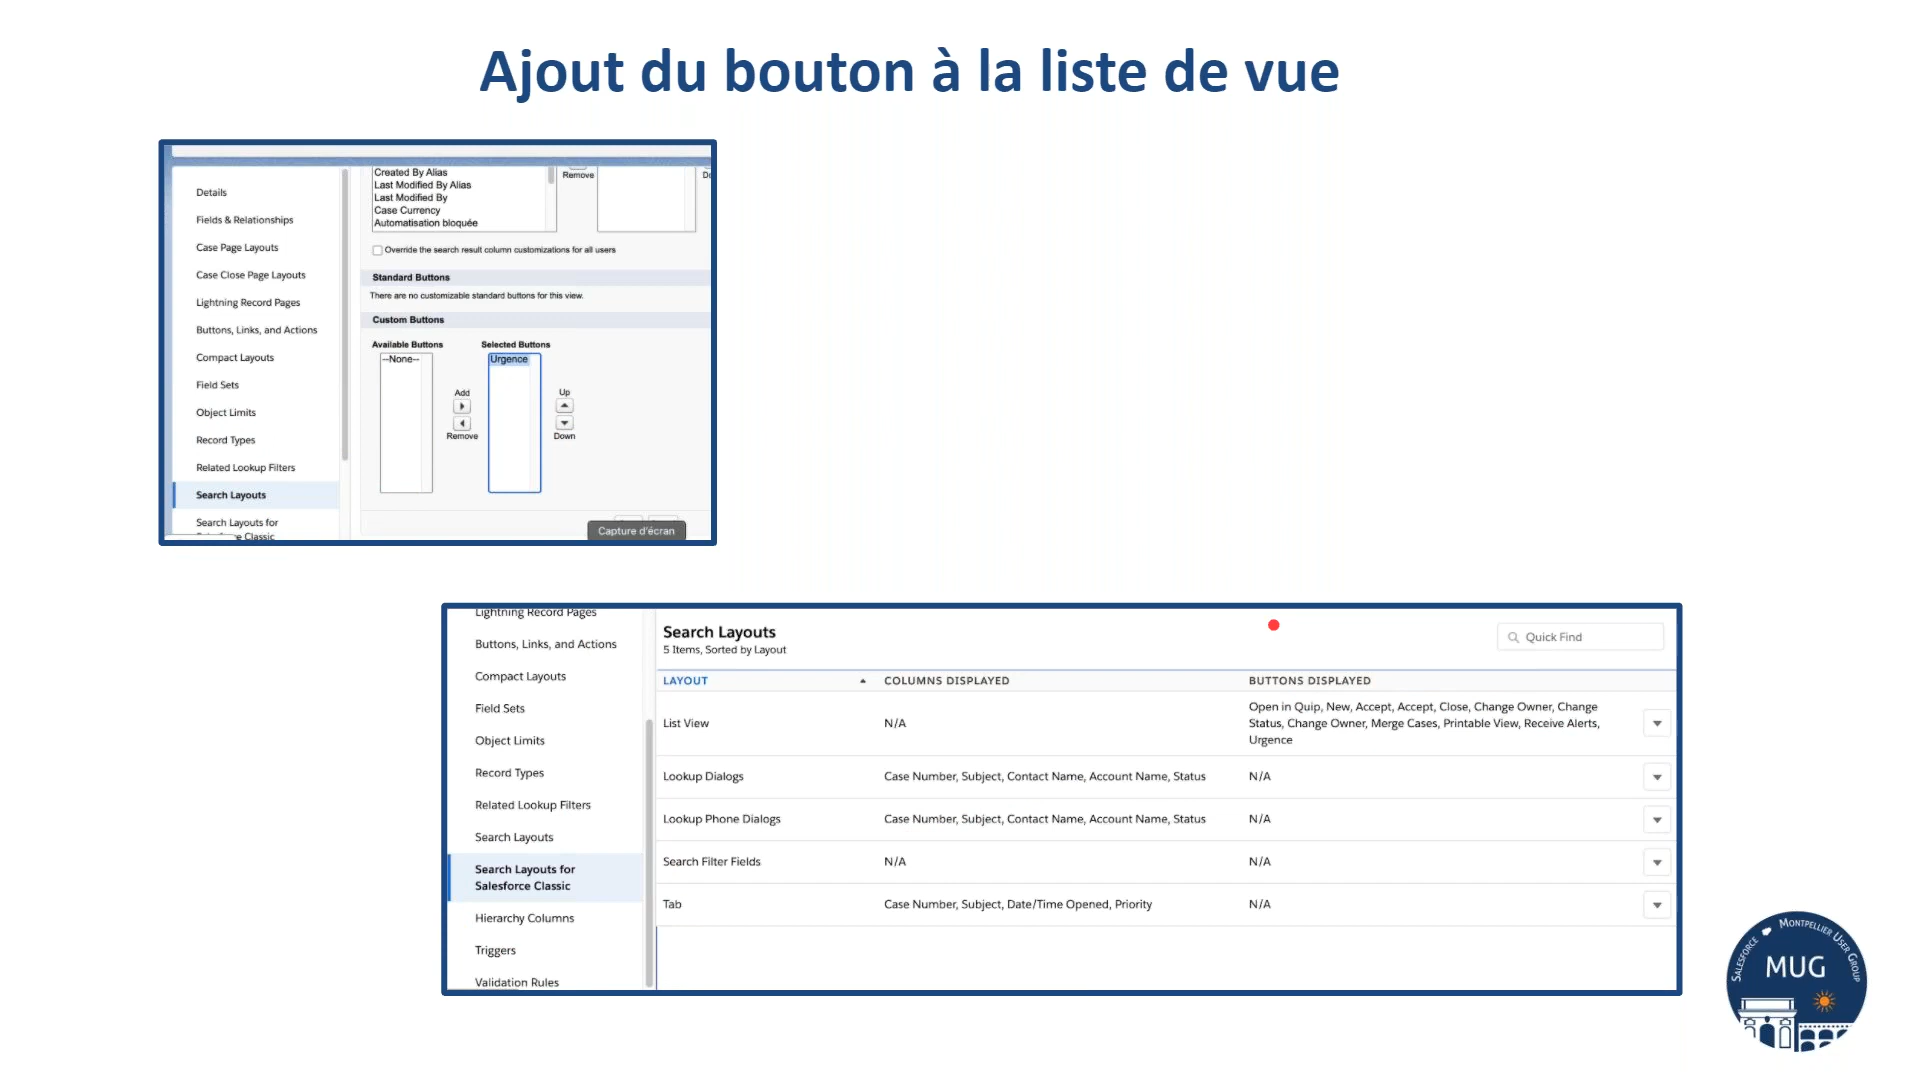 Ajout du bouton à la liste de vue
Details
Fields & Relationships
Case Page Layouts
Case Close Page Layouts
Lightning Record Pages
Buttons, Links, and Actions
Compact Layouts
Field Sets
Object Limits
Record Types
Related Lookup Filters
Search Layouts
Search Layouts for
Classic
Created By Alias
Last Modified By Alias
Last Modified By
Case Currency
Automatisation bloquée
Remove
Override the search result column customizations for all users
Standard Buttons
There are no customizable standard buttons for this view.
Custom Buttons
Available Buttons Selected Buttons
--None-- Urgence
Add Up
Remove Down
Capture d'écran
Lightning Record Pages
Buttons, Links, and Actions
Compact Layouts
Field Sets
Object Limits
Record Types
Related Lookup Filters
Search Layouts
Search Layouts for
Salesforce Classic
Hierarchy Columns
Triggers
Validation Rules
Search Layouts
5 Items, Sorted by Layout
Quick Find
LAYOUT COLUMNS DISPLAYED BUTTONS DISPLAYED
List View N/A Open in Quip, New, Accept, Accept, Close, Change Owner, Change
Status, Change Owner, Merge Cases, Printable View, Receive Alerts,
Urgence
Lookup Dialogs Case Number, Subject, Contact Name, Account Name, Status N/A
Lookup Phone Dialogs Case Number, Subject, Contact Name, Account Name, Status N/A
Search Filter Fields N/A N/A
Tab Case Number, Subject, Date/Time Opened, Priority N/A
SALESFORCE MONTPELLIER USER GROUP
MUG